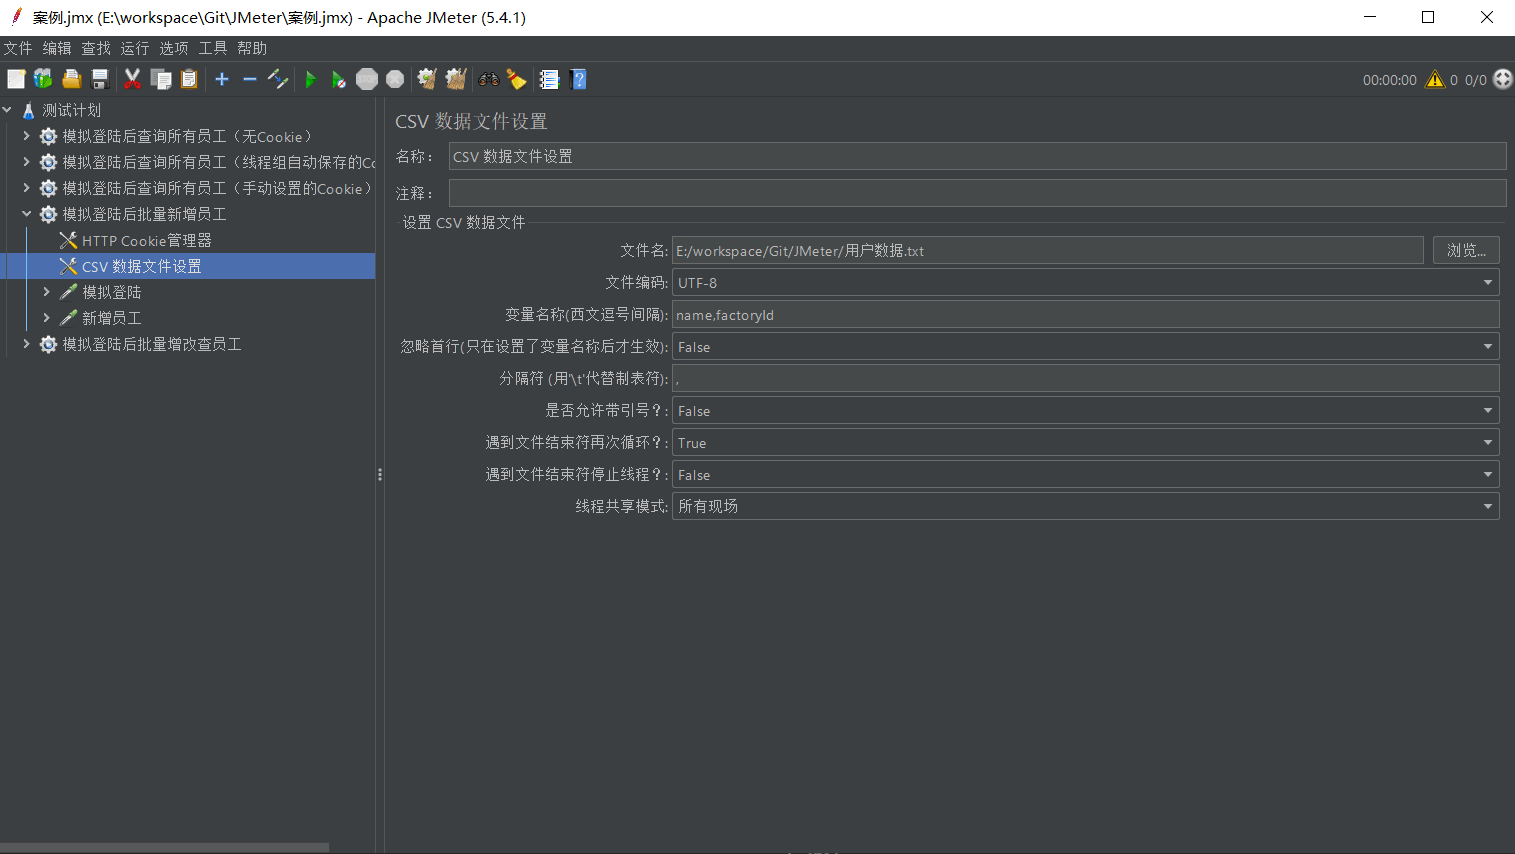 案例.jmx (E:\workspace\Git\JMeter\案例.jmx) - Apache JMeter (5.4.1)
文件 编辑 查找 运行 选项 工具 帮助
00:00:00 0 0/0
测试计划
模拟登陆后查询所有员工（无Cookie）
模拟登陆后查询所有员工（线程组自动保存的Co
模拟登陆后查询所有员工（手动设置的Cookie）
模拟登陆后批量新增员工
HTTP Cookie管理器
CSV 数据文件设置
模拟登陆
新增员工
模拟登陆后批量增改查员工
CSV 数据文件设置
名称： CSV 数据文件设置
注释：
设置 CSV 数据文件
文件名: E:/workspace/Git/JMeter/用户数据.txt 浏览...
文件编码: UTF-8
变量名称(西文逗号间隔): name,factoryId
忽略首行(只在设置了变量名称后才生效): False
分隔符 (用'\t'代替制表符): ,
是否允许带引号？: False
遇到文件结束符再次循环？: True
遇到文件结束符停止线程？: False
线程共享模式: 所有现场